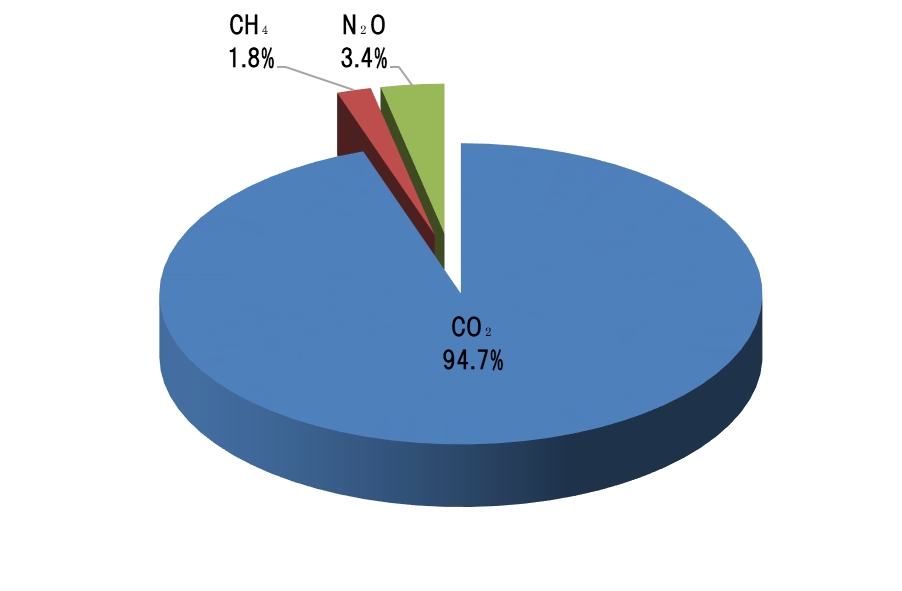 CH₄
1.8%
N₂O
3.4%
CO₂
94.7%